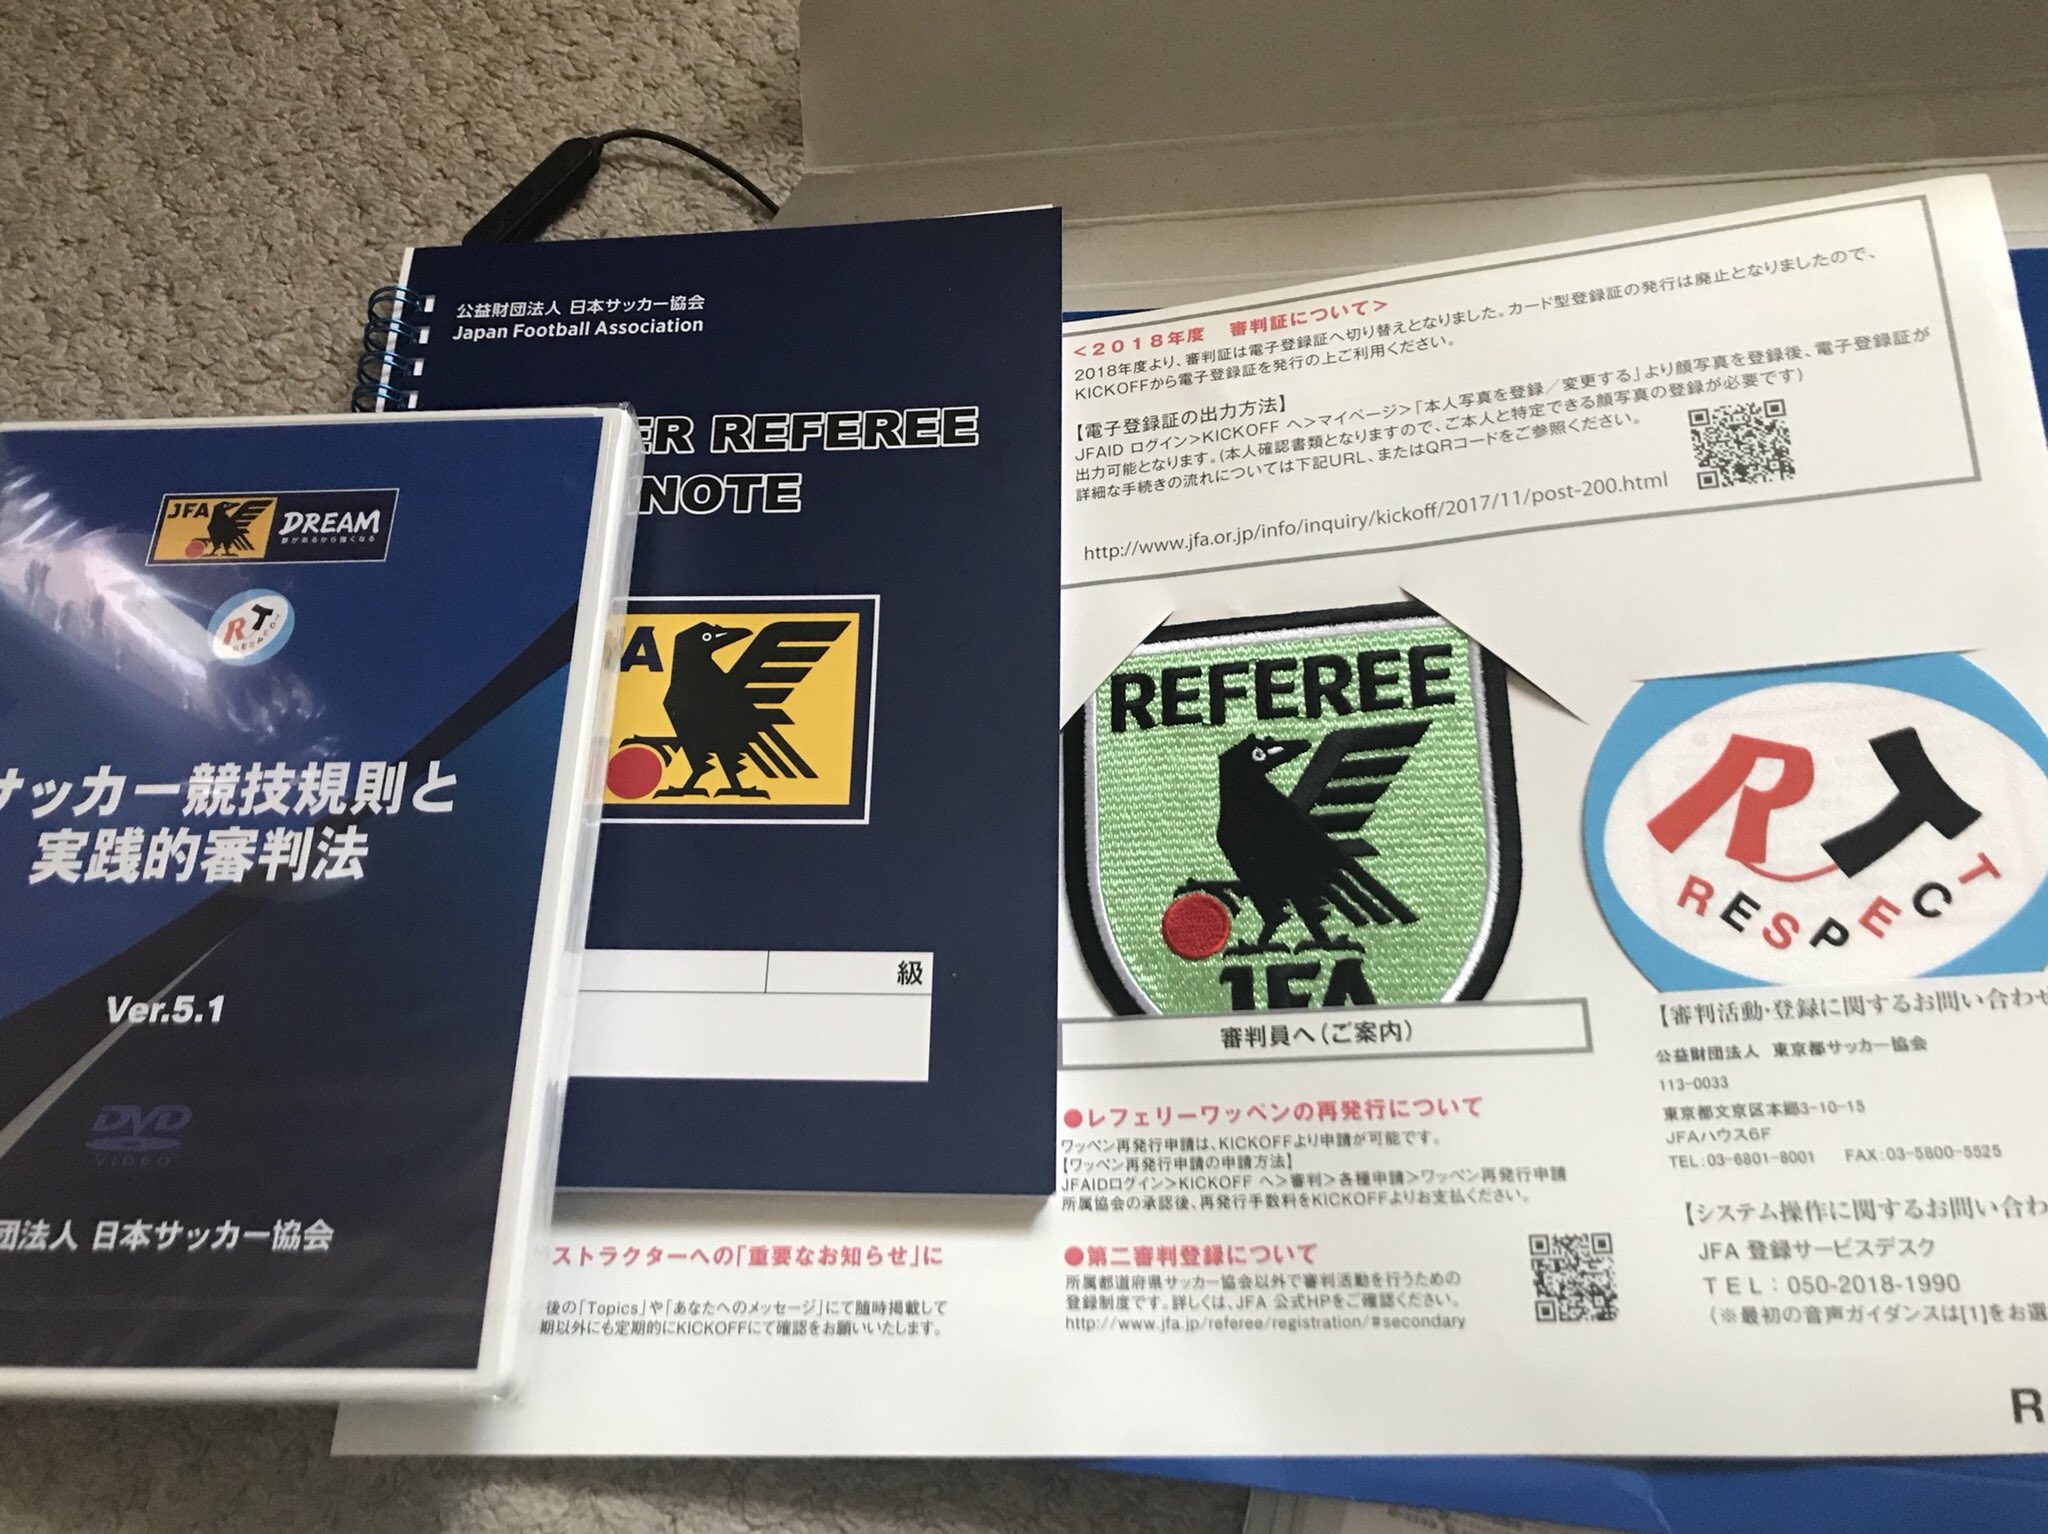 公益財団法人 日本サッカー協会
Japan Football Association
ER REFEREE
NOTE
級
JFA
DREAM
夢があるから強くなる
RESPECT
サッカー競技規則と
実践的審判法
Ver.5.1
DVD
VIDEO
団法人 日本サッカー協会
<2018年度 審判証について>
2018年度より、審判証は電子登録証へ切り替えとなりました。カード型登録証の発行は廃止となりましたので、
KICKOFFから電子登録証を発行の上ご利用ください。
【電子登録証の出力方法】
JFAID ログイン>KICKOFF へ>マイページ>「本人写真を登録／変更する」より顔写真を登録後、電子登録証が
出力可能となります。(本人確認書類となりますので、ご本人と特定できる顔写真の登録が必要です)
詳細な手続きの流れについては下記URL、またはQRコードをご参照ください。
http://www.jfa.or.jp/info/inquiry/kickoff/2017/11/post-200.html
REFEREE
JFA
RESPECT
審判員へ(ご案内)
●レフェリーワッペンの再発行について
ワッペン再発行申請は、KICKOFFより申請が可能です。
【ワッペン再発行申請の申請方法】
JFAIDログイン>KICKOFF へ>審判>各種申請>ワッペン再発行申請
所属協会の承認後、再発行手数料をKICKOFFよりお支払ください。
●第二審判登録について
所属都道府県サッカー協会以外で審判活動を行うための
登録制度です。詳しくは、JFA 公式HPをご確認ください。
http://www.jfa.jp/referee/registration/#secondary
ストラクターへの「重要なお知らせ」に
後の「Topics」や「あなたへのメッセージ」にて随時掲載して
期以外にも定期的にKICKOFFにて確認をお願いいたします。
【審判活動・登録に関するお問い合わせ
公益財団法人 東京都サッカー協会
113-0033
東京都文京区本郷3-10-15
JFAハウス6F
TEL:03-6801-8001 FAX:03-5800-5525
【システム操作に関するお問い合わ
JFA 登録サービスデスク
TEL：050-2018-1990
(※最初の音声ガイダンスは[1]をお選
R